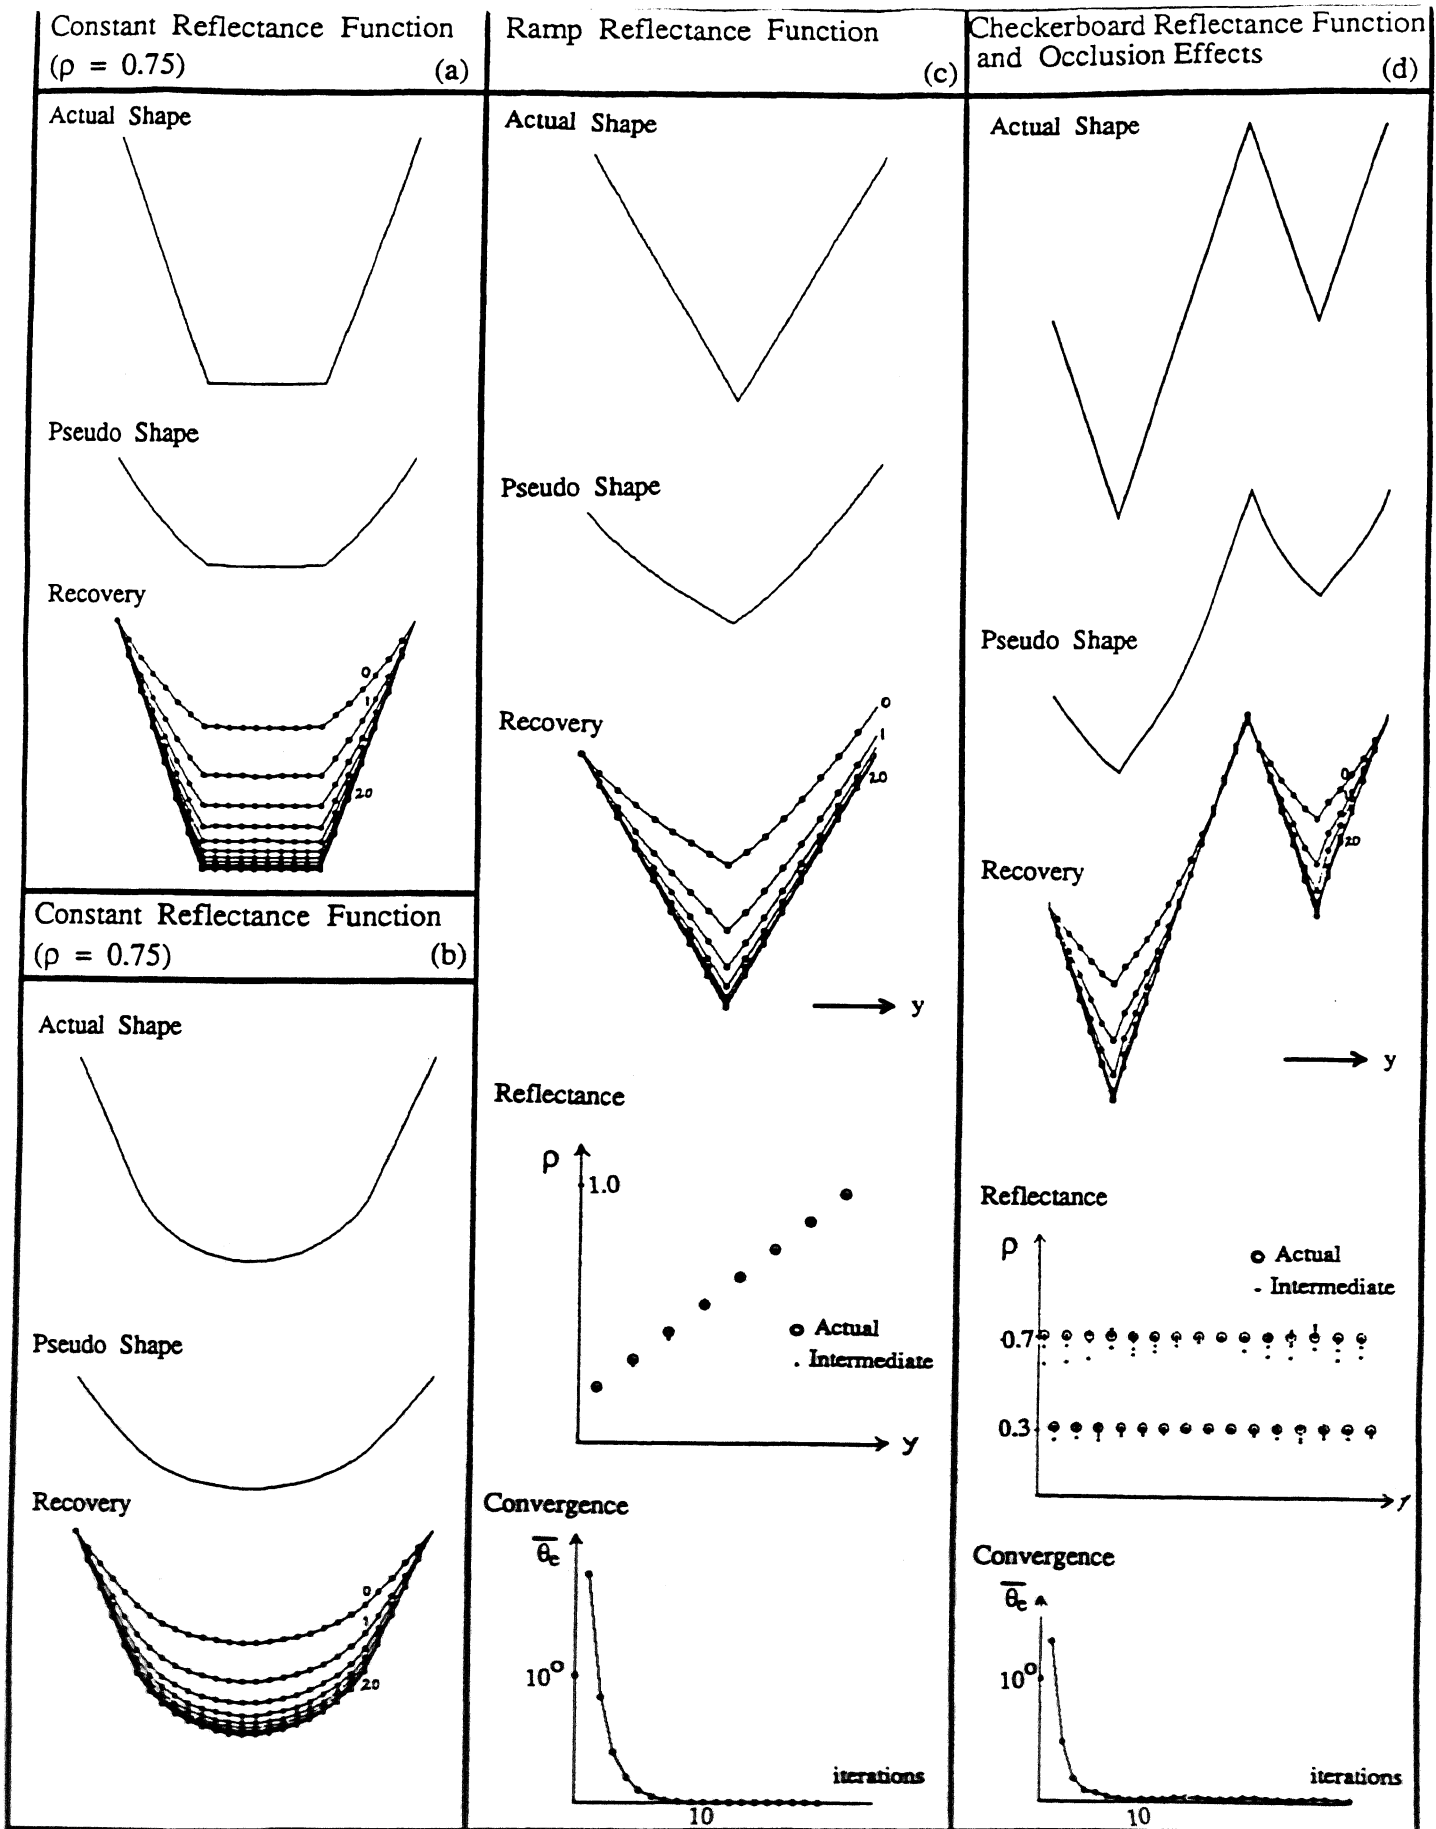 Constant Reflectance Function
(ρ = 0.75) (a)
Actual Shape
Pseudo Shape
Recovery
0
1
20
Constant Reflectance Function
(ρ = 0.75) (b)
Actual Shape
Pseudo Shape
Recovery
0
1
20
Ramp Reflectance Function
(c)
Actual Shape
Pseudo Shape
Recovery
0
1
20
y
Reflectance
ρ
1.0
Actual
Intermediate
y
Convergence
θe
10°
iterations
10
Checkerboard Reflectance Function
and Occlusion Effects (d)
Actual Shape
Pseudo Shape
Recovery
0
1
20
y
Reflectance
ρ
Actual
Intermediate
0.7
0.3
y
Convergence
θe
10°
iterations
10